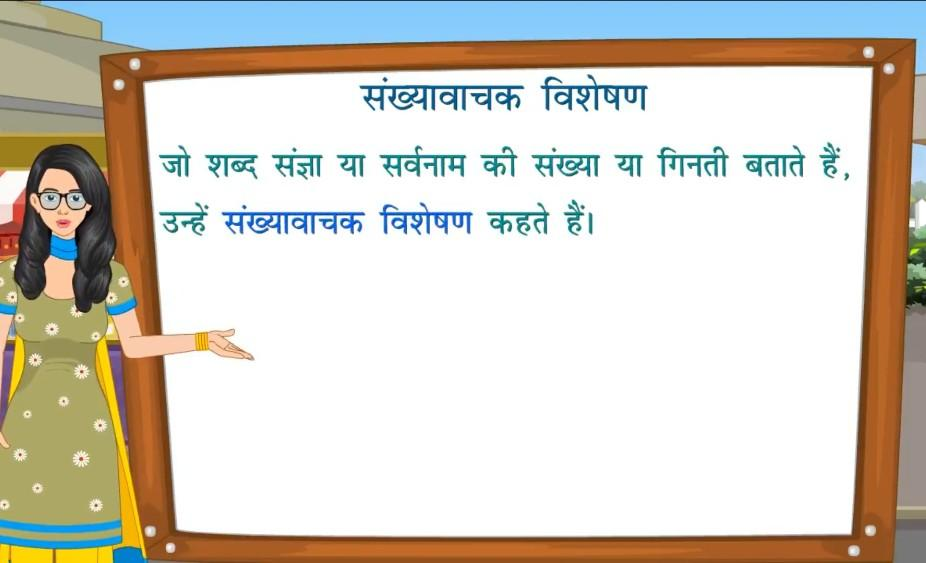 संख्यावाचक विशेषण
जो शब्द संज्ञा या सर्वनाम की संख्या या गिनती बताते हैं,
उन्हें संख्यावाचक विशेषण कहते हैं।